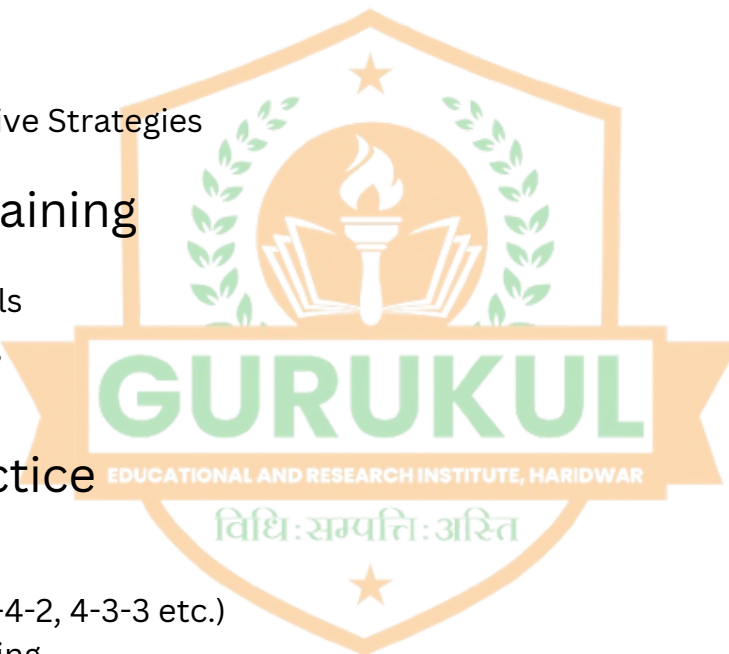 ive Strategies
aining
ls
GURUKUL
ctice
EDUCATIONAL AND RESEARCH INSTITUTE, HARIDWAR
विधि:सम्पत्ति:अस्ति
-4-2, 4-3-3 etc.)
ing